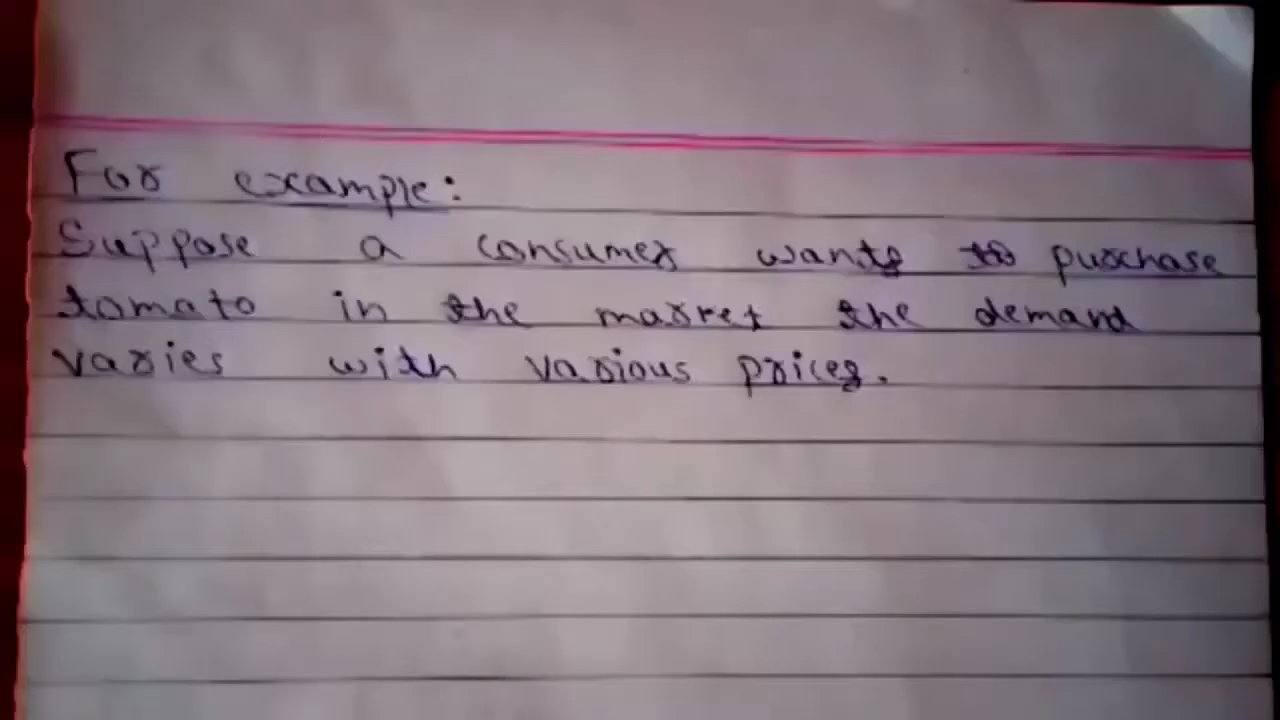 For example:
Suppose a consumer wants to purchase
tomato in the market the demand
varies with various prices.